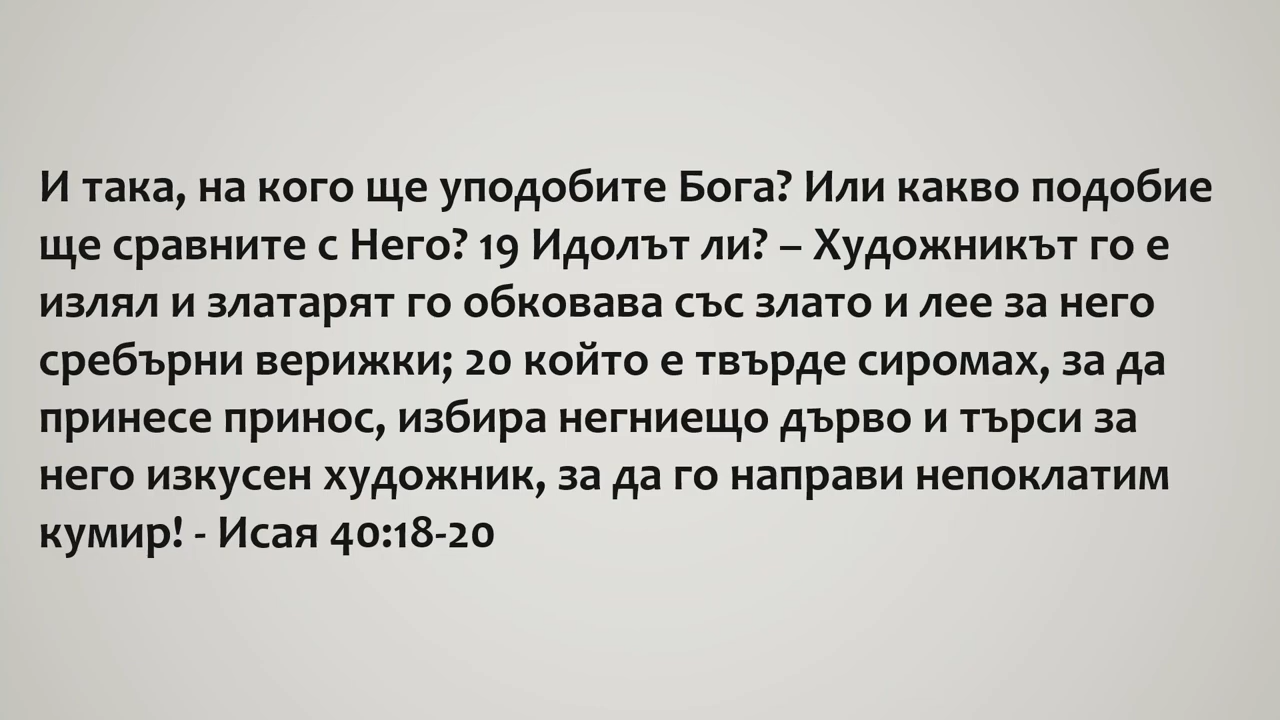 И така, на кого ще уподобите Бога? Или какво подобие
ще сравните с Него? 19 Идолът ли? – Художникът го е
излял и златарят го обковава със злато и лее за него
сребърни верижки; 20 който е твърде сиромах, за да
принесе принос, избира негниещо дърво и търси за
него изкусен художник, за да го направи непоклатим
кумир! - Исая 40:18-20